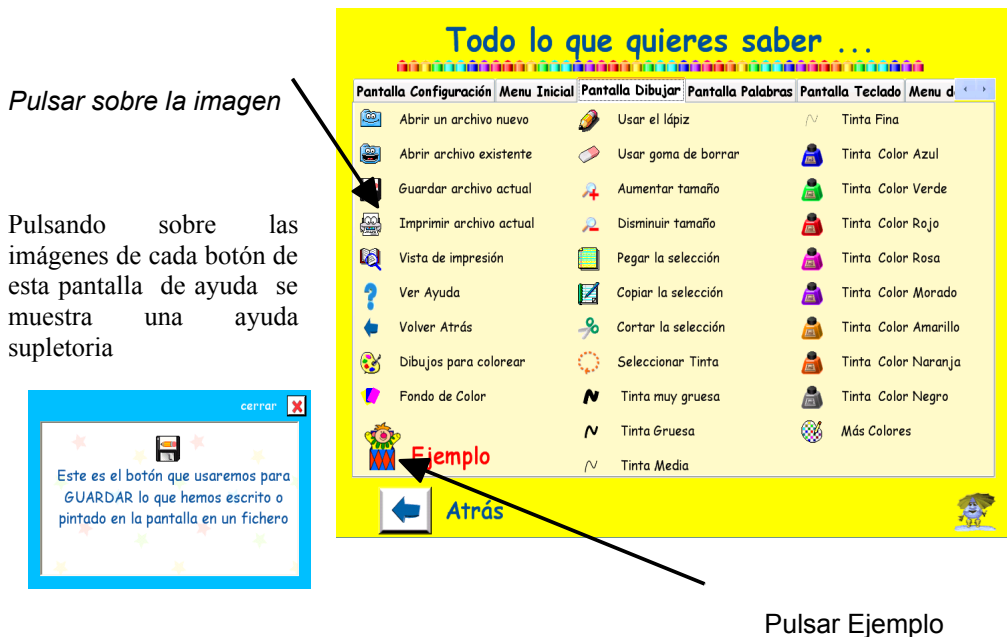 Todo lo que quieres saber ...
Pulsar sobre la imagen
Pantalla Configuración Menu Inicial Pantalla Dibujar Pantalla Palabras Pantalla Teclado Menu
Abrir un archivo nuevo
Abrir archivo existente
Guardar archivo actual
Imprimir archivo actual
Vista de impresión
Ver Ayuda
Volver Atrás
Dibujos para colorear
Fondo de Color
Ejemplo
Usar el lápiz
Usar goma de borrar
Aumentar tamaño
Disminuir tamaño
Pegar la selección
Copiar la selección
Cortar la selección
Seleccionar Tinta
Tinta muy gruesa
Tinta Gruesa
Tinta Media
Tinta Fina
Tinta Color Azul
Tinta Color Verde
Tinta Color Rojo
Tinta Color Rosa
Tinta Color Morado
Tinta Color Amarillo
Tinta Color Naranja
Tinta Color Negro
Más Colores
Atrás
Pulsando sobre las
imágenes de cada botón de
esta pantalla de ayuda se
muestra una ayuda
supletoria
cerrar
Este es el botón que usaremos para
GUARDAR lo que hemos escrito o
pintado en la pantalla en un fichero
Pulsar Ejemplo